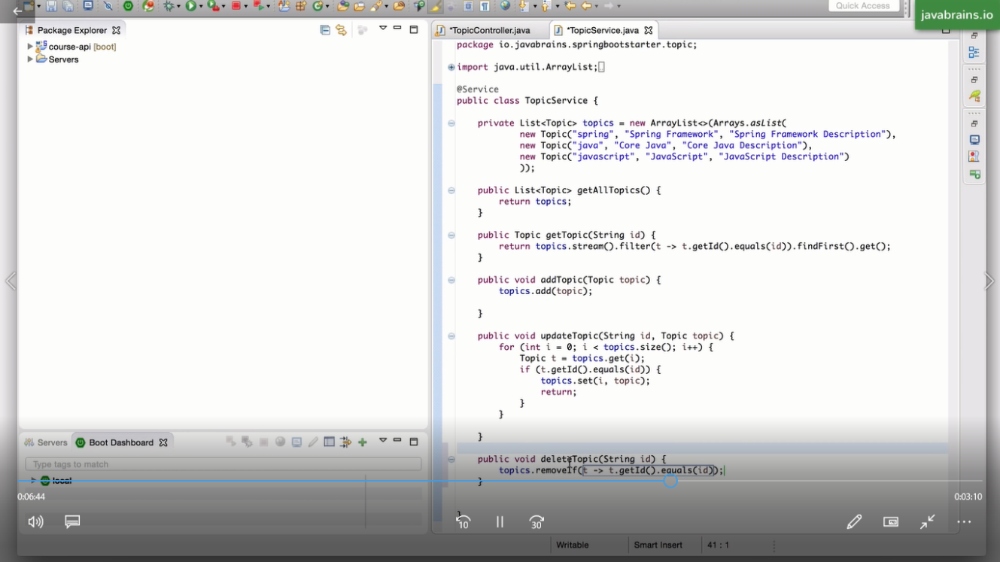 Quick Access
javabrains.io
Package Explorer
course-api [boot]
Servers
*TopicController.java
*TopicService.java
package io.javabrains.springbootstarter.topic;
import java.util.ArrayList;
@Service
public class TopicService {
private List<Topic> topics = new ArrayList<>(Arrays.asList(
new Topic("spring", "Spring Framework", "Spring Framework Description"),
new Topic("java", "Core Java", "Core Java Description"),
new Topic("javascript", "JavaScript", "JavaScript Description")
));
public List<Topic> getAllTopics() {
return topics;
}
public Topic getTopic(String id) {
return topics.stream().filter(t -> t.getId().equals(id)).findFirst().get();
}
public void addTopic(Topic topic) {
topics.add(topic);
}
public void updateTopic(String id, Topic topic) {
for (int i = 0; i < topics.size(); i++) {
Topic t = topics.get(i);
if (t.getId().equals(id)) {
topics.set(i, topic);
return;
}
}
}
public void deleteTopic(String id) {
topics.removeIf(t -> t.getId().equals(id));
}
}
Servers
Boot Dashboard
Type tags to match
local
0:06:44
0:03:10
10
30
Writable
Smart Insert
41 : 1